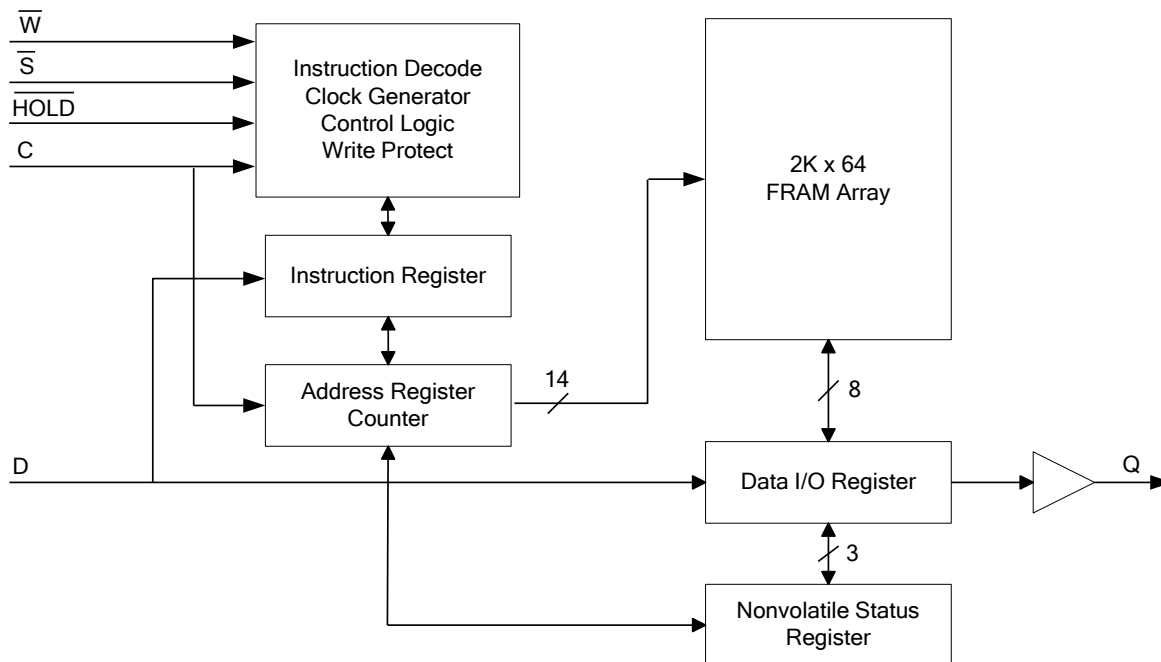 W
S
HOLD
C
Instruction Decode
Clock Generator
Control Logic
Write Protect
2K x 64
FRAM Array
Instruction Register
Address Register
Counter
14
8
D
Data I/O Register
Q
3
Nonvolatile Status
Register